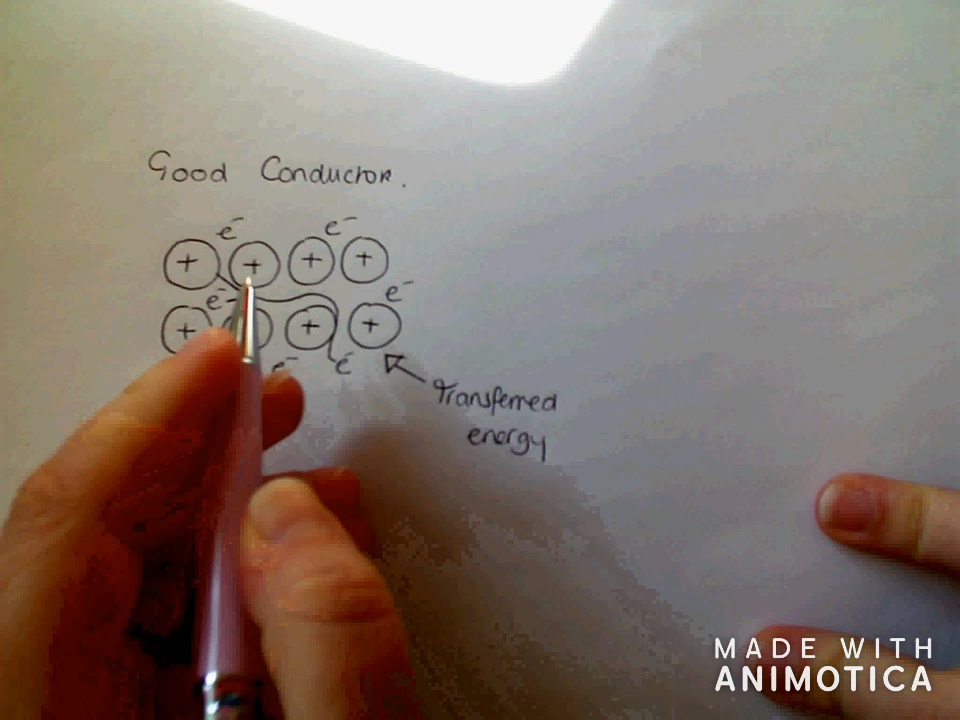 Good Conductor.
e⁻ e⁻
+ + + +
e⁻ e⁻
+ + +
e⁻ e⁻
Transferred
energy
MADE WITH
ANIMOTICA